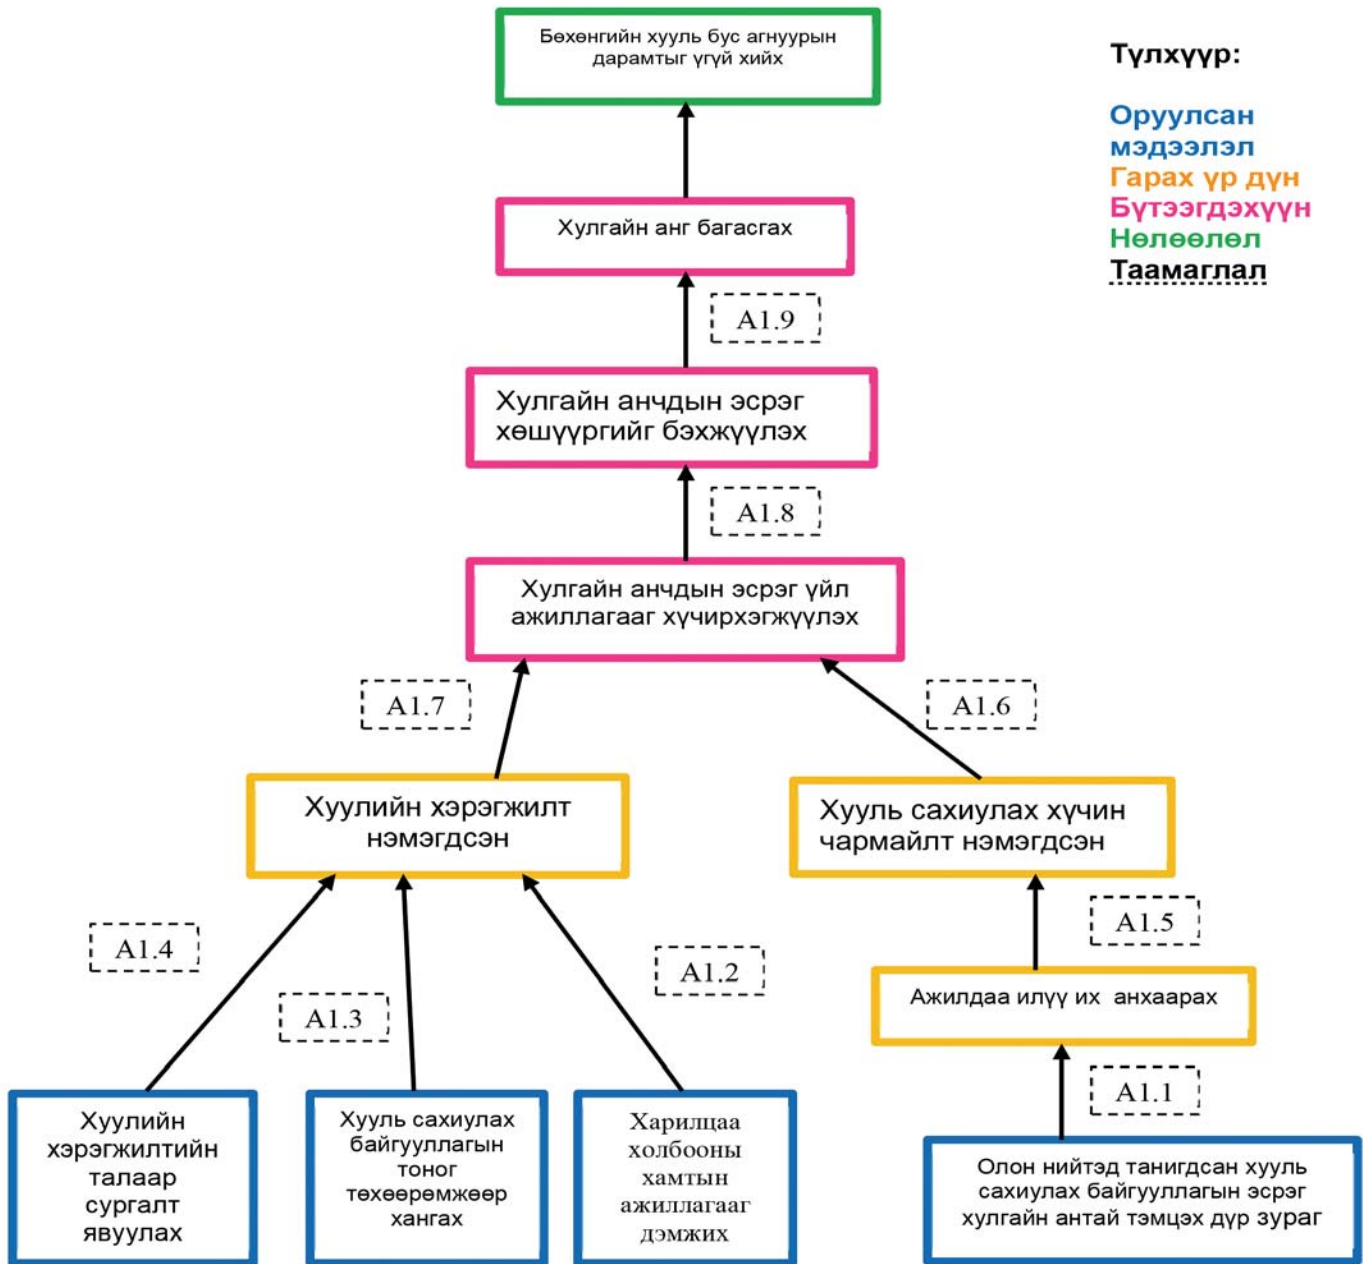 Бөхөнгийн хууль бус агнуурын
дарамтыг үгүй хийх
Түлхүүр:
Оруулсан
мэдээлэл
Гарах үр дүн
Бүтээгдэхүүн
Нөлөөлөл
Таамаглал
Хулгайн анг багасгах
A1.9
Хулгайн анчдын эсрэг
хөшүүргийг бэхжүүлэх
A1.8
Хулгайн анчдын эсрэг үйл
ажиллагааг хүчирхэгжүүлэх
A1.7
A1.6
Хуулийн хэрэгжилт
нэмэгдсэн
Хууль сахиулах хүчин
чармайлт нэмэгдсэн
A1.4
A1.3
A1.2
A1.5
Ажилдаа илүү их анхаарах
A1.1
Хуулийн
хэрэгжилтийн
талаар
сургалт
явуулах
Хууль сахиулах
байгууллагын
тоног
төхөөрөмжөөр
хангах
Харилцаа
холбооны
хамтын
ажиллагааг
дэмжих
Олон нийтэд танигдсан хууль
сахиулах байгууллагын эсрэг
хулгайн антай тэмцэх дүр зураг